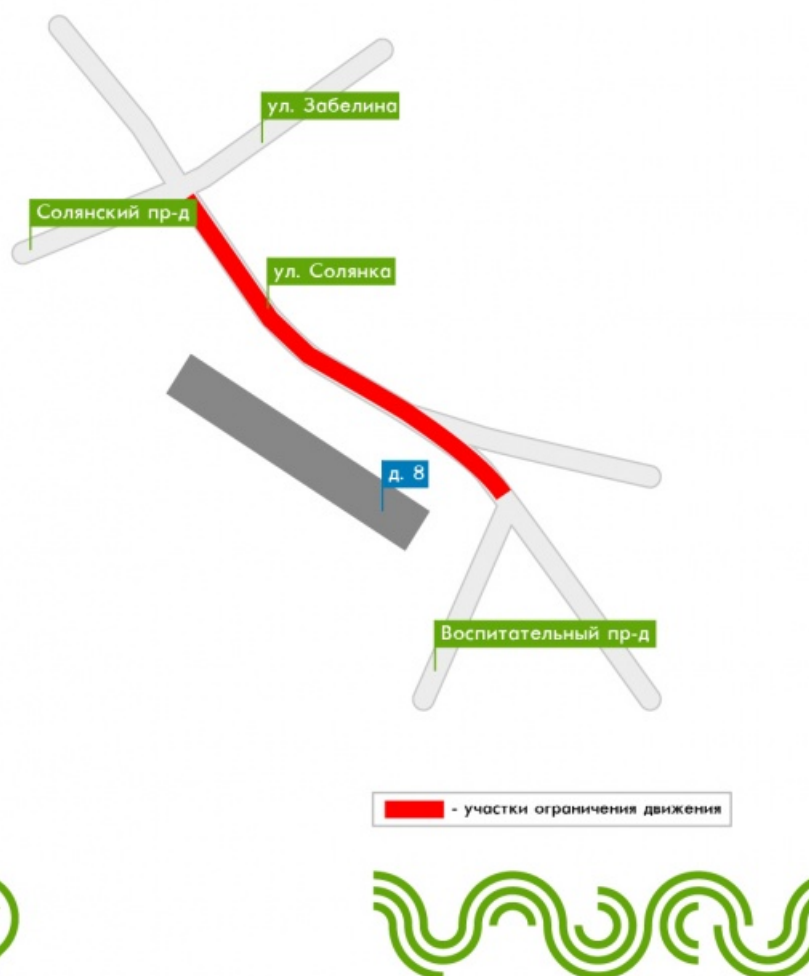 ул. Забелина
Солянский пр-д
ул. Солянка
д. 8
Воспитательный пр-д
- участки ограничения движения